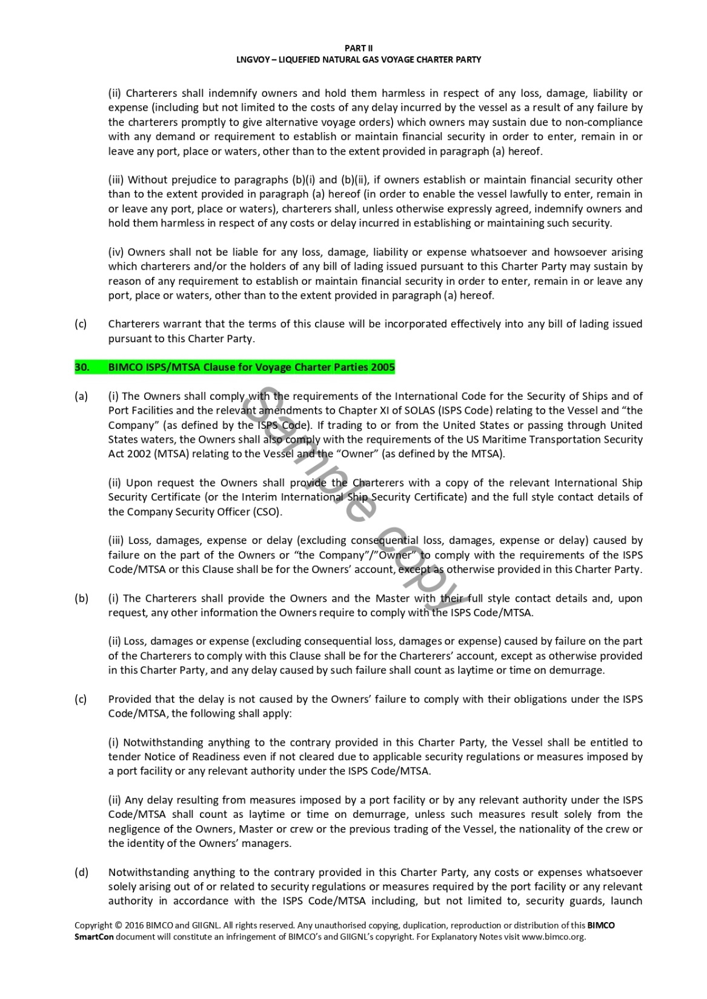 PART II
LNGVOY – LIQUEFIED NATURAL GAS VOYAGE CHARTER PARTY
(ii) Charterers shall indemnify owners and hold them harmless in respect of any loss, damage, liability or
expense (including but not limited to the costs of any delay incurred by the vessel as a result of any failure by
the charterers promptly to give alternative voyage orders) which owners may sustain due to non-compliance
with any demand or requirement to establish or maintain financial security in order to enter, remain in or
leave any port, place or waters, other than to the extent provided in paragraph (a) hereof.
(iii) Without prejudice to paragraphs (b)(i) and (b)(ii), if owners establish or maintain financial security other
than to the extent provided in paragraph (a) hereof (in order to enable the vessel lawfully to enter, remain in
or leave any port, place or waters), charterers shall, unless otherwise expressly agreed, indemnify owners and
hold them harmless in respect of any costs or delay incurred in establishing or maintaining such security.
(iv) Owners shall not be liable for any loss, damage, liability or expense whatsoever and howsoever arising
which charterers and/or the holders of any bill of lading issued pursuant to this Charter Party may sustain by
reason of any requirement to establish or maintain financial security in order to enter, remain in or leave any
port, place or waters, other than to the extent provided in paragraph (a) hereof.
(c) Charterers warrant that the terms of this clause will be incorporated effectively into any bill of lading issued
pursuant to this Charter Party.
30. BIMCO ISPS/MTSA Clause for Voyage Charter Parties 2005
(a) (i) The Owners shall comply with the requirements of the International Code for the Security of Ships and of
Port Facilities and the relevant amendments to Chapter XI of SOLAS (ISPS Code) relating to the Vessel and “the
Company” (as defined by the ISPS Code). If trading to or from the United States or passing through United
States waters, the Owners shall also comply with the requirements of the US Maritime Transportation Security
Act 2002 (MTSA) relating to the Vessel and the “Owner” (as defined by the MTSA).
(ii) Upon request the Owners shall provide the Charterers with a copy of the relevant International Ship
Security Certificate (or the Interim International Ship Security Certificate) and the full style contact details of
the Company Security Officer (CSO).
(iii) Loss, damages, expense or delay (excluding consequential loss, damages, expense or delay) caused by
failure on the part of the Owners or “the Company”/”Owner” to comply with the requirements of the ISPS
Code/MTSA or this Clause shall be for the Owners’ account, except as otherwise provided in this Charter Party.
(b) (i) The Charterers shall provide the Owners and the Master with their full style contact details and, upon
request, any other information the Owners require to comply with the ISPS Code/MTSA.
(ii) Loss, damages or expense (excluding consequential loss, damages or expense) caused by failure on the part
of the Charterers to comply with this Clause shall be for the Charterers’ account, except as otherwise provided
in this Charter Party, and any delay caused by such failure shall count as laytime or time on demurrage.
(c) Provided that the delay is not caused by the Owners’ failure to comply with their obligations under the ISPS
Code/MTSA, the following shall apply:
(i) Notwithstanding anything to the contrary provided in this Charter Party, the Vessel shall be entitled to
tender Notice of Readiness even if not cleared due to applicable security regulations or measures imposed by
a port facility or any relevant authority under the ISPS Code/MTSA.
(ii) Any delay resulting from measures imposed by a port facility or by any relevant authority under the ISPS
Code/MTSA shall count as laytime or time on demurrage, unless such measures result solely from the
negligence of the Owners, Master or crew or the previous trading of the Vessel, the nationality of the crew or
the identity of the Owners’ managers.
(d) Notwithstanding anything to the contrary provided in this Charter Party, any costs or expenses whatsoever
solely arising out of or related to security regulations or measures required by the port facility or any relevant
authority in accordance with the ISPS Code/MTSA including, but not limited to, security guards, launch
Copyright © 2016 BIMCO and GIIGNL. All rights reserved. Any unauthorised copying, duplication, reproduction or distribution of this BIMCO
SmartCon document will constitute an infringement of BIMCO’s and GIIGNL’s copyright. For Explanatory Notes visit www.bimco.org.
Sample copy